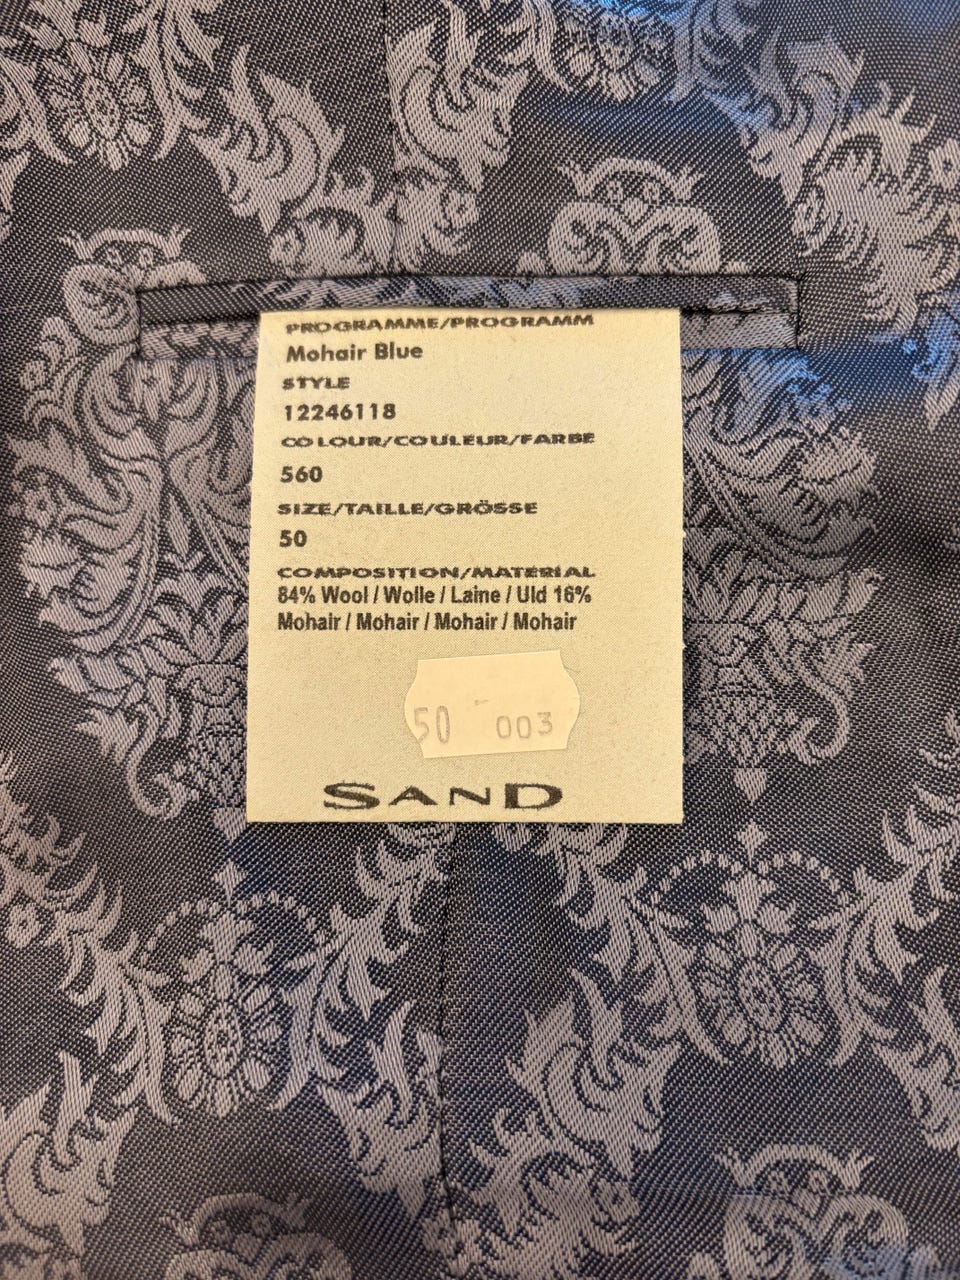 PROGRAMME/PROGRAMM
Mohair Blue
STYLE
12246118
COLOUR/COULEUR/FARBE
560
SIZE/TAILLE/GRÖSSE
50
COMPOSITION/MATERIAL
84% Wool / Wolle / Laine / Uld 16%
Mohair / Mohair / Mohair / Mohair
50 - 003
SAND